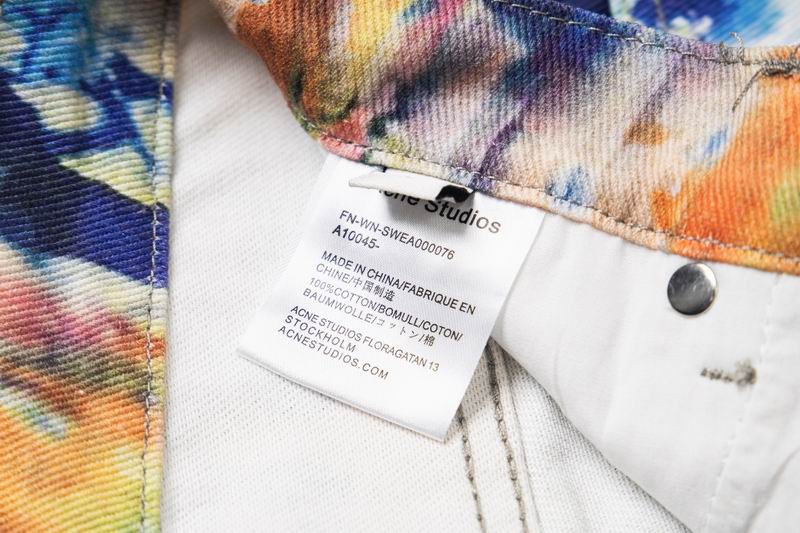 Acne Studios
FN-WN-SWEA000076
A10045-
MADE IN CHINA/FABRIQUE EN
CHINE/中国制造
100%COTTON/BOMULL/COTON/
BAUMWOLLE/コットン/棉
ACNE STUDIOS FLORAGATAN 13
STOCKHOLM
ACNESTUDIOS.COM